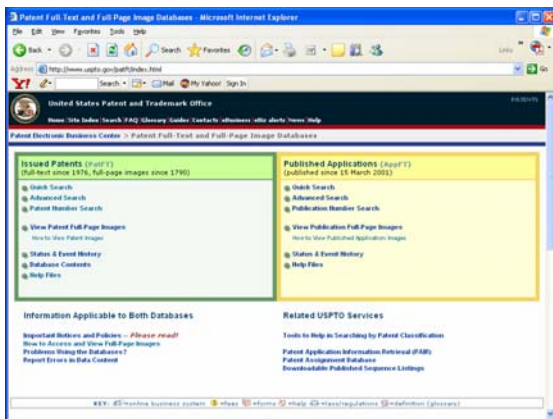 Patent Full-Text and Full-Page Image Databases - Microsoft Internet Explorer
File Edit View Favorites Tools Help
Back Search Favorites Links
Address http://www.uspto.gov/patft/index.html Go
Y! Search Mail My Yahoo! Sign In
United States Patent and Trademark Office
PATENTS
Home Site Index Search FAQ Glossary Guides Contacts eBusiness eBiz alerts News Help
Patent Electronic Business Center > Patent Full-Text and Full-Page Image Databases
Issued Patents (PatFT)
(full-text since 1976, full-page images since 1790)
Quick Search
Advanced Search
Patent Number Search
View Patent Full-Page Images
How to View Patent Images
Status & Event History
Database Contents
Help Files
Published Applications (AppFT)
(published since 15 March 2001)
Quick Search
Advanced Search
Publication Number Search
View Publication Full-Page Images
How to View Published Application Images
Status & Event History
Help Files
Information Applicable to Both Databases
Important Notices and Policies -- Please read!
How to Access and View Full-Page Images
Problems Using the Databases?
Report Errors in Data Content
Related USPTO Services
Tools to Help in Searching by Patent Classification
Patent Application Information Retrieval (PAIR)
Patent Assignment Database
Downloadable Published Sequence Listings
KEY: =online business system =fees =forms =help =laws/regulations =definition (glossary)